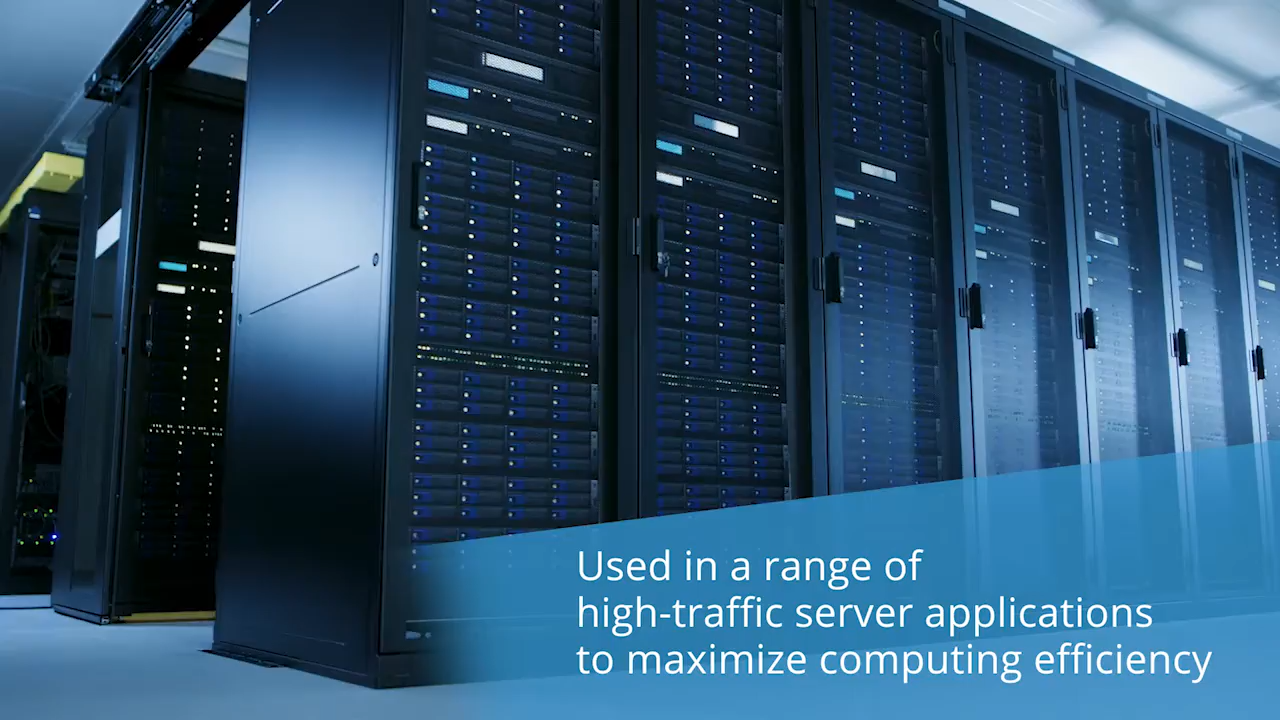 Used in a range of
high-traffic server applications
to maximize computing efficiency